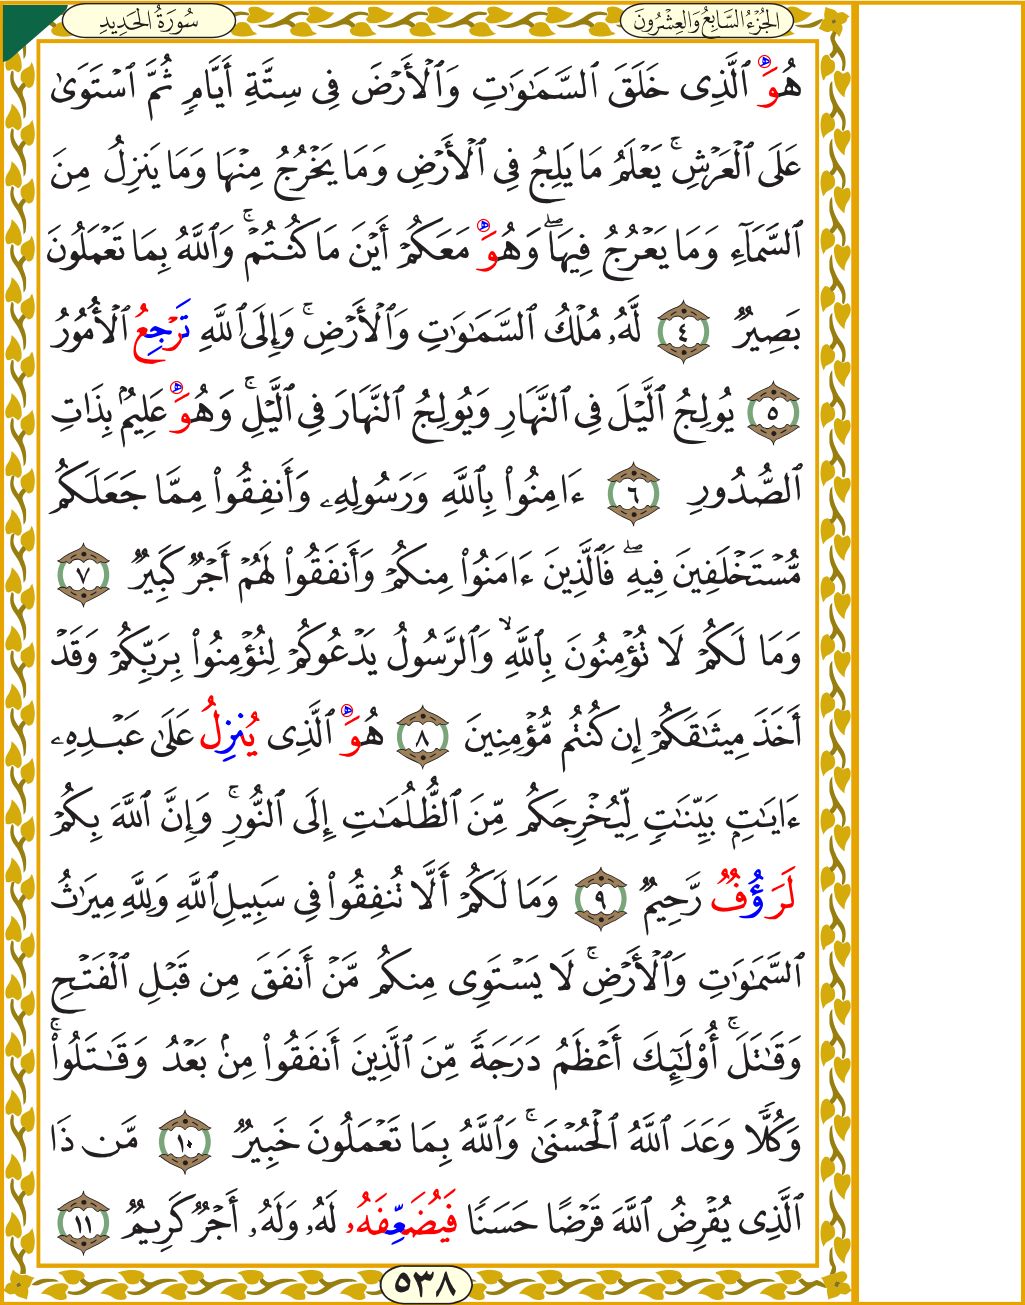 الجُزْءُ السَّابِعُ وَالعِشْرُونَ
سُورَةُ الحَدِيدِ
هُوَ ٱلَّذِى خَلَقَ ٱلسَّمَٰوَٰتِ وَٱلْأَرْضَ فِى سِتَّةِ أَيَّامٍ ثُمَّ ٱسْتَوَىٰ
عَلَى ٱلْعَرْشِ ۚ يَعْلَمُ مَا يَلِجُ فِى ٱلْأَرْضِ وَمَا يَخْرُجُ مِنْهَا وَمَا يَنزِلُ مِنَ
ٱلسَّمَآءِ وَمَا يَعْرُجُ فِيهَا ۖ وَهُوَ مَعَكُمْ أَيْنَ مَا كُنتُمْ ۚ وَٱللَّهُ بِمَا تَعْمَلُونَ
بَصِيرٌ ٤ لَّهُۥ مُلْكُ ٱلسَّمَٰوَٰتِ وَٱلْأَرْضِ ۚ وَإِلَى ٱللَّهِ تَرْجِعُ ٱلْأُمُورُ
٥ يُولِجُ ٱلَّيْلَ فِى ٱلنَّهَارِ وَيُولِجُ ٱلنَّهَارَ فِى ٱلَّيْلِ ۚ وَهُوَ عَلِيمٌۢ بِذَاتِ
ٱلصُّدُورِ ٦ ءَامِنُوا۟ بِٱللَّهِ وَرَسُولِهِۦ وَأَنفِقُوا۟ مِمَّا جَعَلَكُم
مُّسْتَخْلَفِينَ فِيهِ ۖ فَٱلَّذِينَ ءَامَنُوا۟ مِنكُمْ وَأَنفَقُوا۟ لَهُمْ أَجْرٌ كَبِيرٌ ٧
وَمَا لَكُمْ لَا تُؤْمِنُونَ بِٱللَّهِ ۙ وَٱلرَّسُولُ يَدْعُوكُمْ لِتُؤْمِنُوا۟ بِرَبِّكُمْ وَقَدْ
أَخَذَ مِيثَٰقَكُمْ إِن كُنتُم مُّؤْمِنِينَ ٨ هُوَ ٱلَّذِى يُنزِلُ عَلَىٰ عَبْدِهِۦ
ءَايَٰتٍۭ بَيِّنَٰتٍ لِّيُخْرِجَكُم مِّنَ ٱلظُّلُمَٰتِ إِلَى ٱلنُّورِ ۚ وَإِنَّ ٱللَّهَ بِكُمْ
لَرَؤُفٌ رَّحِيمٌ ٩ وَمَا لَكُمْ أَلَّا تُنفِقُوا۟ فِى سَبِيلِ ٱللَّهِ وَلِلَّهِ مِيرَٰثُ
ٱلسَّمَٰوَٰتِ وَٱلْأَرْضِ ۚ لَا يَسْتَوِى مِنكُم مَّنْ أَنفَقَ مِن قَبْلِ ٱلْفَتْحِ
وَقَٰتَلَ ۚ أُو۟لَٰٓئِكَ أَعْظَمُ دَرَجَةً مِّنَ ٱلَّذِينَ أَنفَقُوا۟ مِنۢ بَعْدُ وَقَٰتَلُوا۟ ۚ
وَكُلًّا وَعَدَ ٱللَّهُ ٱلْحُسْنَىٰ ۚ وَٱللَّهُ بِمَا تَعْمَلُونَ خَبِيرٌ ١٠ مَّن ذَا
ٱلَّذِى يُقْرِضُ ٱللَّهَ قَرْضًا حَسَنًا فَيُضَعِّفَهُۥ لَهُۥ وَلَهُۥٓ أَجْرٌ كَرِيمٌ ١١
٥٣٨